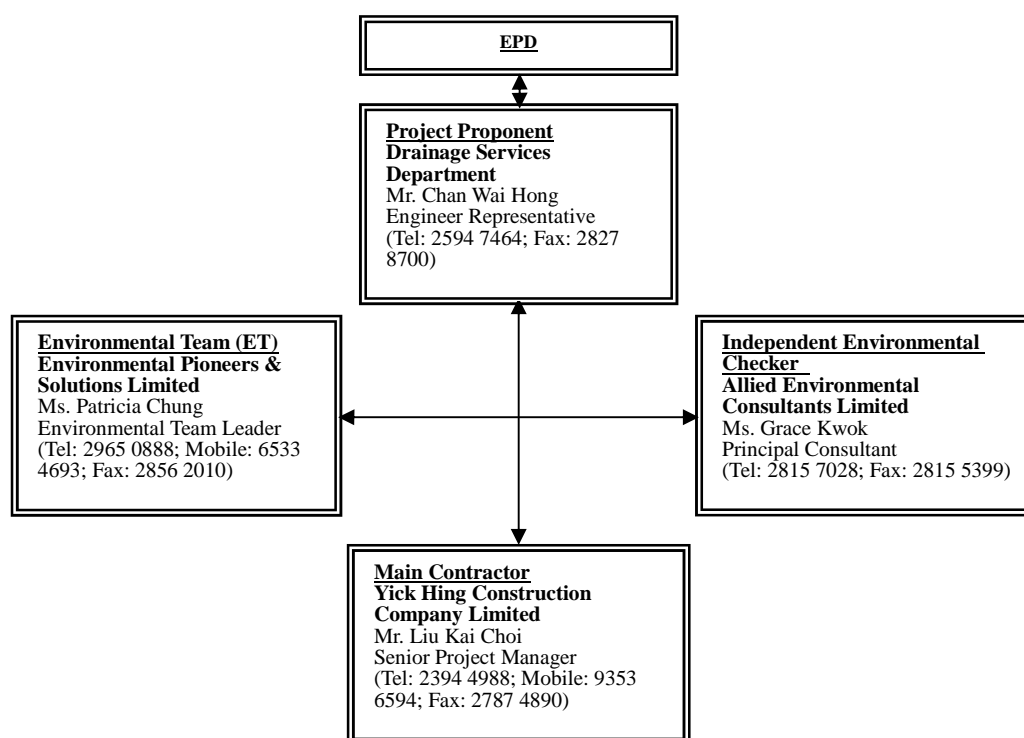 EPD
Project Proponent
Drainage Services
Department
Mr. Chan Wai Hong
Engineer Representative
(Tel: 2594 7464; Fax: 2827
8700)
Environmental Team (ET)
Environmental Pioneers &
Solutions Limited
Ms. Patricia Chung
Environmental Team Leader
(Tel: 2965 0888; Mobile: 6533
4693; Fax: 2856 2010)
Independent Environmental
Checker
Allied Environmental
Consultants Limited
Ms. Grace Kwok
Principal Consultant
(Tel: 2815 7028; Fax: 2815 5399)
Main Contractor
Yick Hing Construction
Company Limited
Mr. Liu Kai Choi
Senior Project Manager
(Tel: 2394 4988; Mobile: 9353
6594; Fax: 2787 4890)